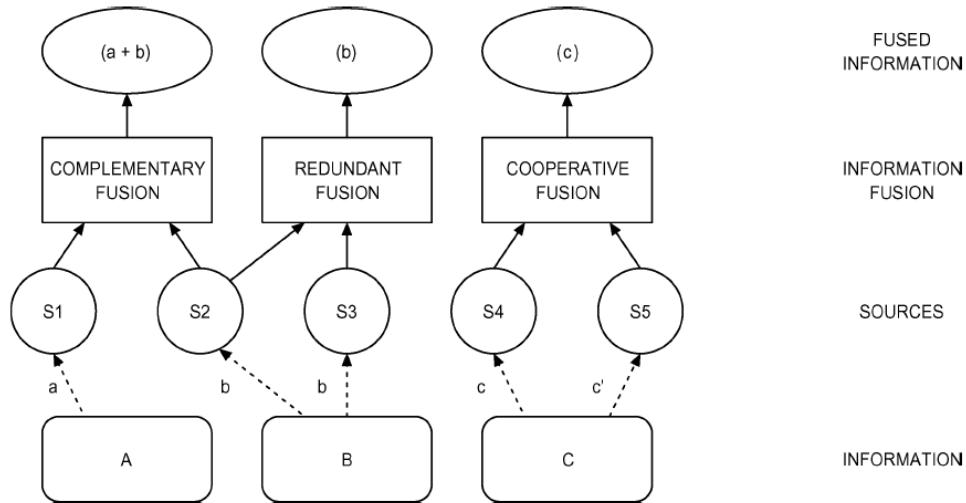 (a + b)
(b)
(c)
FUSED
INFORMATION
COMPLEMENTARY
FUSION
REDUNDANT
FUSION
COOPERATIVE
FUSION
INFORMATION
FUSION
S1
S2
S3
S4
S5
SOURCES
a
b
b
c
c'
A
B
C
INFORMATION